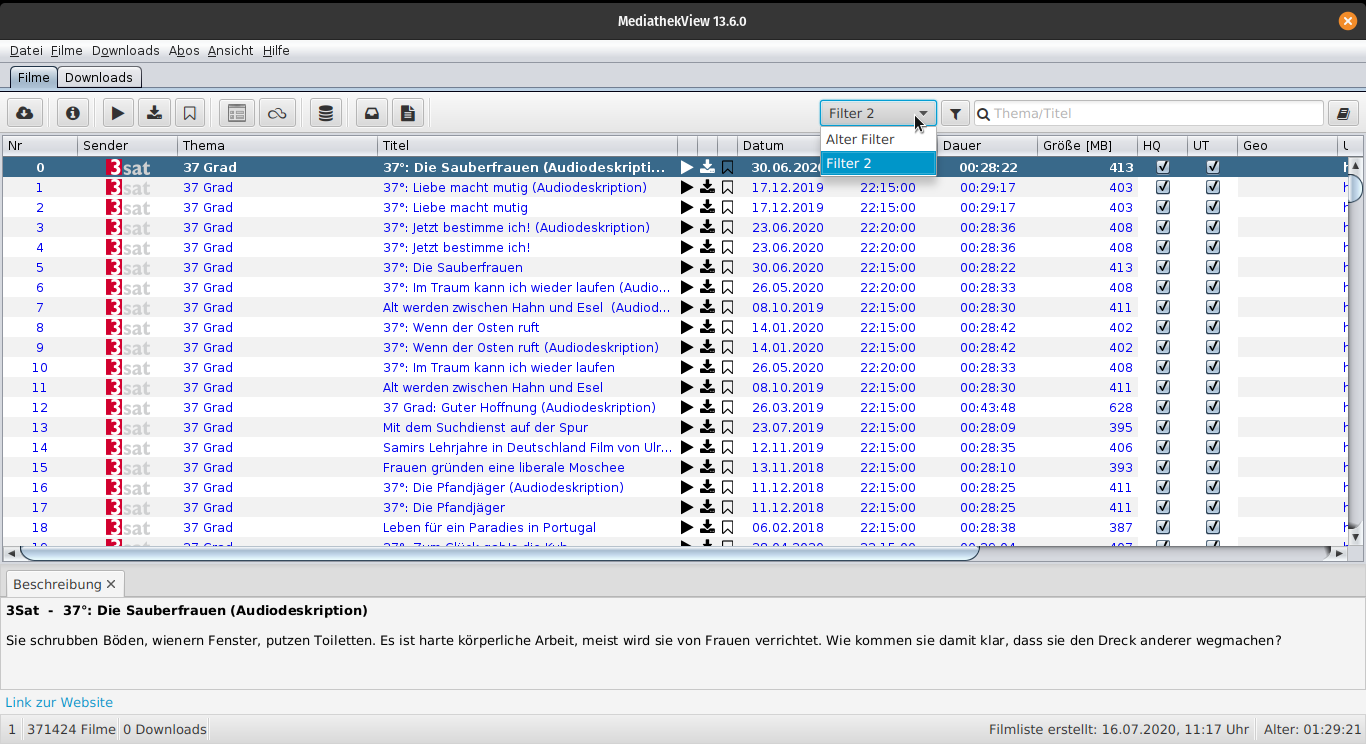 MediathekView 13.6.0
Datei Filme Downloads Abos Ansicht Hilfe
Filme Downloads
Filter 2 Thema/Titel
Alter Filter
Filter 2
Nr Sender Thema Titel Datum Dauer Größe [MB] HQ UT Geo
0 3sat 37 Grad 37°: Die Sauberfrauen (Audiodeskripti... 30.06.202 00:28:22 413
1 3sat 37 Grad 37°: Liebe macht mutig (Audiodeskription) 17.12.2019 22:15:00 00:29:17 403
2 3sat 37 Grad 37°: Liebe macht mutig 17.12.2019 22:15:00 00:29:17 403
3 3sat 37 Grad 37°: Jetzt bestimme ich! (Audiodeskription) 23.06.2020 22:20:00 00:28:36 408
4 3sat 37 Grad 37°: Jetzt bestimme ich! 23.06.2020 22:20:00 00:28:36 408
5 3sat 37 Grad 37°: Die Sauberfrauen 30.06.2020 22:15:00 00:28:22 413
6 3sat 37 Grad 37°: Im Traum kann ich wieder laufen (Audio... 26.05.2020 22:20:00 00:28:33 408
7 3sat 37 Grad Alt werden zwischen Hahn und Esel (Audiod... 08.10.2019 22:15:00 00:28:30 411
8 3sat 37 Grad 37°: Wenn der Osten ruft 14.01.2020 22:15:00 00:28:42 402
9 3sat 37 Grad 37°: Wenn der Osten ruft (Audiodeskription) 14.01.2020 22:15:00 00:28:42 402
10 3sat 37 Grad 37°: Im Traum kann ich wieder laufen 26.05.2020 22:20:00 00:28:33 408
11 3sat 37 Grad Alt werden zwischen Hahn und Esel 08.10.2019 22:15:00 00:28:30 411
12 3sat 37 Grad 37 Grad: Guter Hoffnung (Audiodeskription) 26.03.2019 22:15:00 00:43:48 628
13 3sat 37 Grad Mit dem Suchdienst auf der Spur 23.07.2019 22:15:00 00:28:09 395
14 3sat 37 Grad Samirs Lehrjahre in Deutschland Film von Ulr... 12.11.2019 22:15:00 00:28:35 406
15 3sat 37 Grad Frauen gründen eine liberale Moschee 13.11.2018 22:15:00 00:28:10 393
16 3sat 37 Grad 37°: Die Pfandjäger (Audiodeskription) 11.12.2018 22:15:00 00:28:25 411
17 3sat 37 Grad 37°: Die Pfandjäger 11.12.2018 22:15:00 00:28:25 411
18 3sat 37 Grad Leben für ein Paradies in Portugal 06.02.2018 22:15:00 00:28:38 387
Beschreibung
3Sat - 37°: Die Sauberfrauen (Audiodeskription)
Sie schrubben Böden, wienern Fenster, putzen Toiletten. Es ist harte körperliche Arbeit, meist wird sie von Frauen verrichtet. Wie kommen sie damit klar, dass sie den Dreck anderer wegmachen?
Link zur Website
1 371424 Filme 0 Downloads Filmliste erstellt: 16.07.2020, 11:17 Uhr Alter: 01:29:21